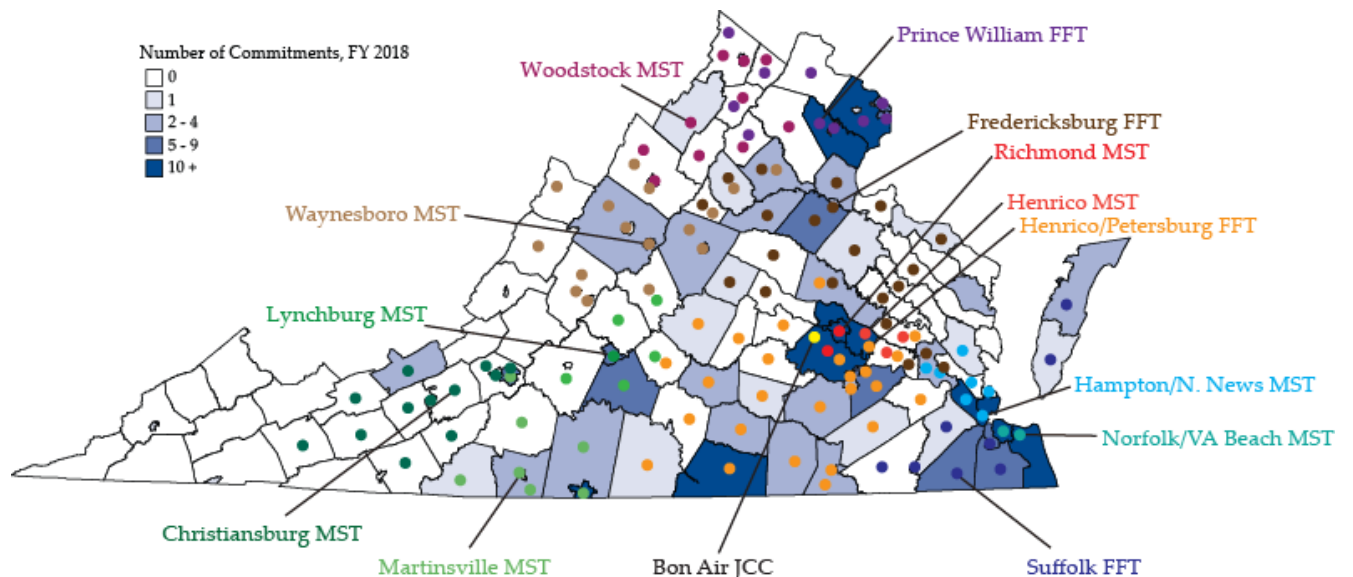 Number of Commitments, FY 2018
0
1
2 - 4
5 - 9
10 +
Prince William FFT
Woodstock MST
Fredericksburg FFT
Richmond MST
Henrico MST
Waynesboro MST
Henrico/Petersburg FFT
Lynchburg MST
Hampton/N. News MST
Norfolk/VA Beach MST
Christiansburg MST
Martinsville MST
Bon Air JCC
Suffolk FFT